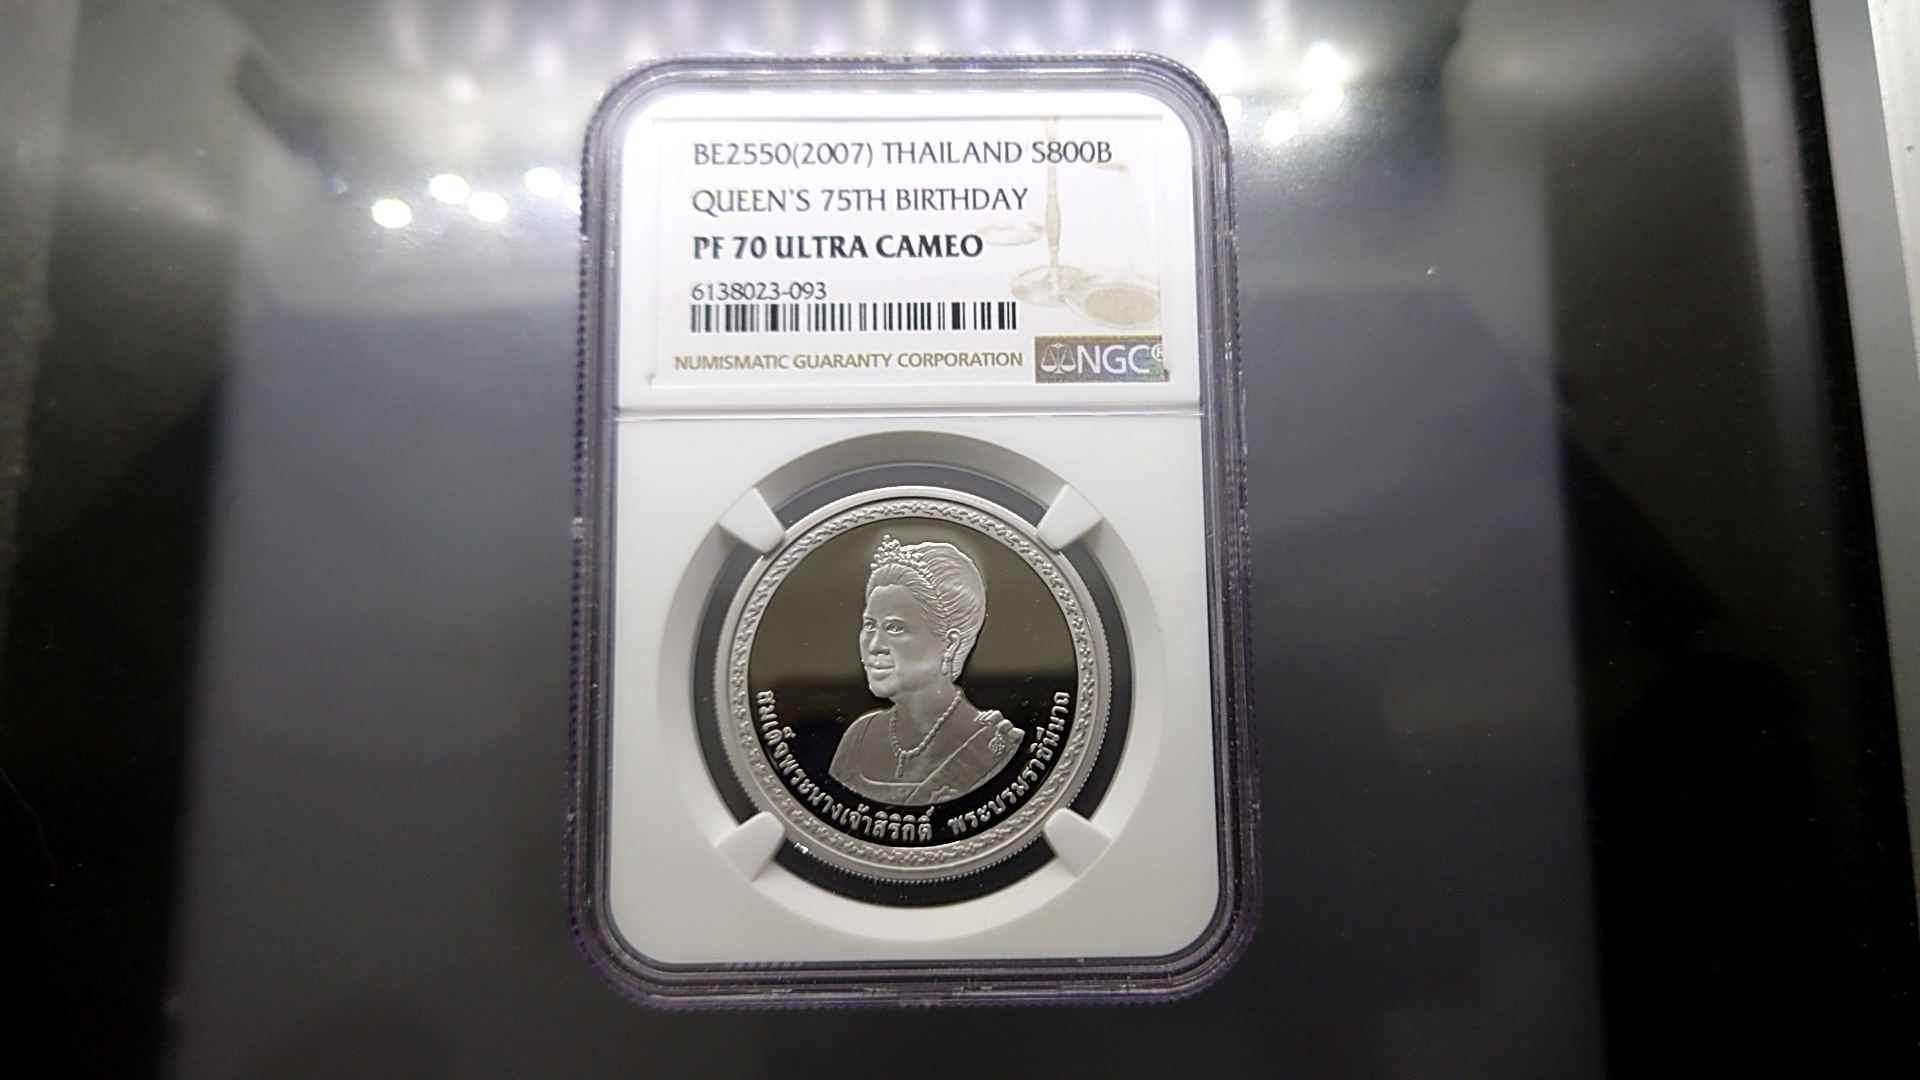 BE2550(2007) THAILAND S800B
QUEEN'S 75TH BIRTHDAY
PF 70 ULTRA CAMEO
6138023-093
NUMISMATIC GUARANTY CORPORATION
NGC®
สมเด็จพระนางเจ้าสิริกิติ์ พระบรมราชินีนาถ